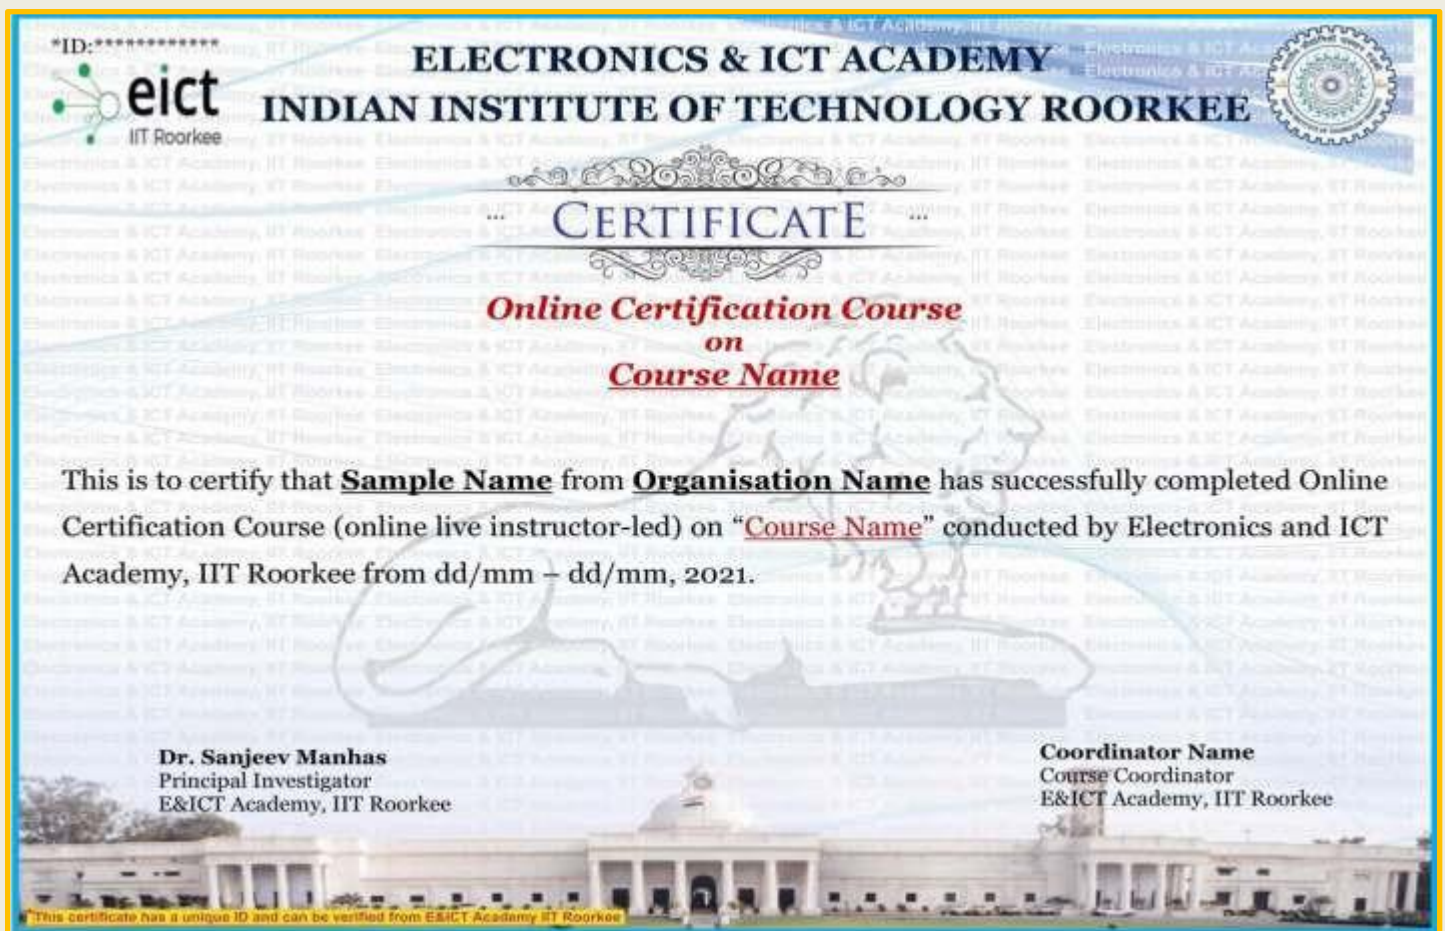 *ID:************
eict
IIT Roorkee
ELECTRONICS & ICT ACADEMY
INDIAN INSTITUTE OF TECHNOLOGY ROORKEE
... CERTIFICATE ...
Online Certification Course
on
Course Name
This is to certify that Sample Name from Organisation Name has successfully completed Online
Certification Course (online live instructor-led) on “Course Name” conducted by Electronics and ICT
Academy, IIT Roorkee from dd/mm – dd/mm, 2021.
Dr. Sanjeev Manhas
Principal Investigator
E&ICT Academy, IIT Roorkee
Coordinator Name
Course Coordinator
E&ICT Academy, IIT Roorkee
*This certificate has a unique ID and can be verified from E&ICT Academy IIT Roorkee